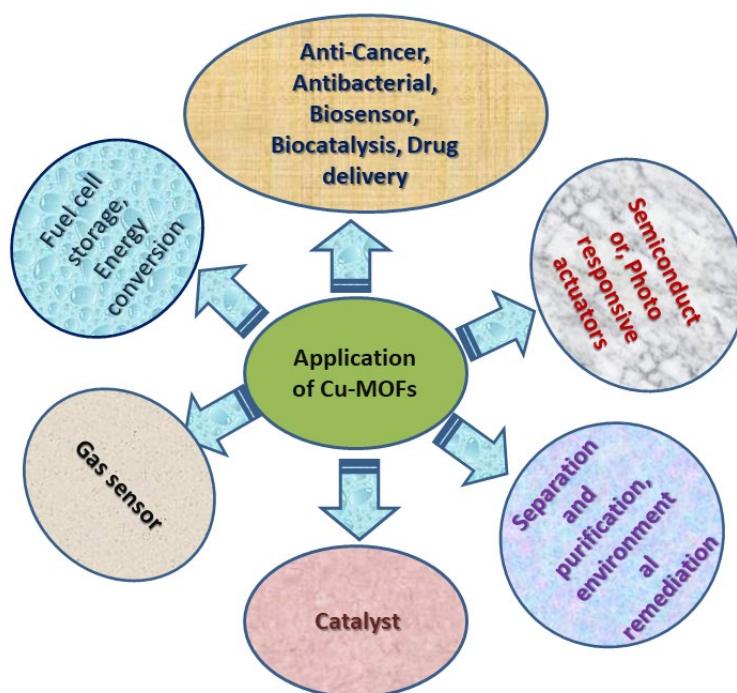 Anti-Cancer,
Antibacterial,
Biosensor,
Biocatalysis, Drug
delivery
Fuel cell
storage,
Energy
conversion
Semiconduct
or, Photo
responsive
actuators
Application
of Cu-MOFs
Gas sensor
Separation
and
purification,
environment
al
remediation
Catalyst